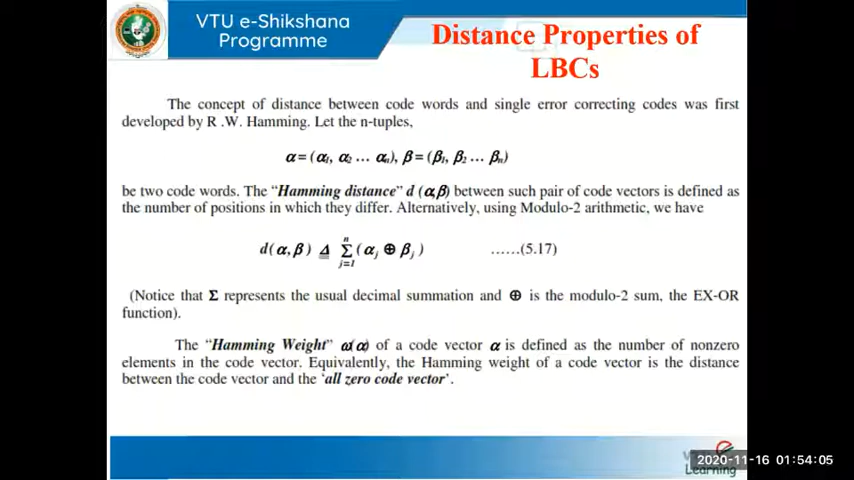 VTU e-Shikshana
Programme
Distance Properties of
LBCs
The concept of distance between code words and single error correcting codes was first
developed by R .W. Hamming. Let the n-tuples,
α = (α1, α2 … αn), β = (β1, β2 … βn)
be two code words. The “Hamming distance” d (α,β) between such pair of code vectors is defined as
the number of positions in which they differ. Alternatively, using Modulo-2 arithmetic, we have
d(α, β) Δ n Σ j=1 (αj ⊕ βj) ……(5.17)
(Notice that Σ represents the usual decimal summation and ⊕ is the modulo-2 sum, the EX-OR
function).
The “Hamming Weight” ω(α) of a code vector α is defined as the number of nonzero
elements in the code vector. Equivalently, the Hamming weight of a code vector is the distance
between the code vector and the ‘all zero code vector’.
2020-11-16 01:54:05
Learning